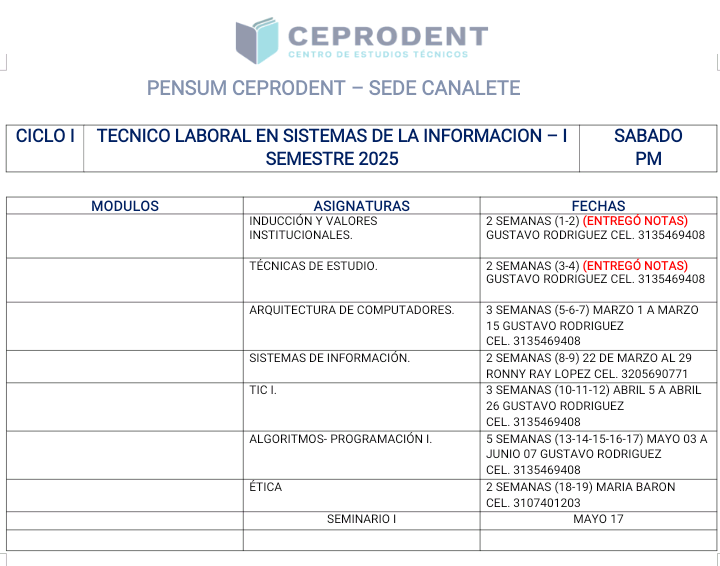 CEPRODENT
CENTRO DE ESTUDIOS TÉCNICOS
PENSUM CEPRODENT – SEDE CANALETE
CICLO I
TECNICO LABORAL EN SISTEMAS DE LA INFORMACION – I
SEMESTRE 2025
SABADO
PM
MODULOS
ASIGNATURAS
FECHAS
INDUCCIÓN Y VALORES
INSTITUCIONALES.
2 SEMANAS (1-2) (ENTREGÓ NOTAS)
GUSTAVO RODRIGUEZ CEL. 3135469408
TÉCNICAS DE ESTUDIO.
2 SEMANAS (3-4) (ENTREGÓ NOTAS)
GUSTAVO RODRIGUEZ CEL. 3135469408
ARQUITECTURA DE COMPUTADORES.
3 SEMANAS (5-6-7) MARZO 1 A MARZO
15 GUSTAVO RODRIGUEZ
CEL. 3135469408
SISTEMAS DE INFORMACIÓN.
2 SEMANAS (8-9) 22 DE MARZO AL 29
RONNY RAY LOPEZ CEL. 3205690771
TIC I.
3 SEMANAS (10-11-12) ABRIL 5 A ABRIL
26 GUSTAVO RODRIGUEZ
CEL. 3135469408
ALGORITMOS- PROGRAMACIÓN I.
5 SEMANAS (13-14-15-16-17) MAYO 03 A
JUNIO 07 GUSTAVO RODRIGUEZ
CEL. 3135469408
ÉTICA
2 SEMANAS (18-19) MARIA BARON
CEL. 3107401203
SEMINARIO I
MAYO 17